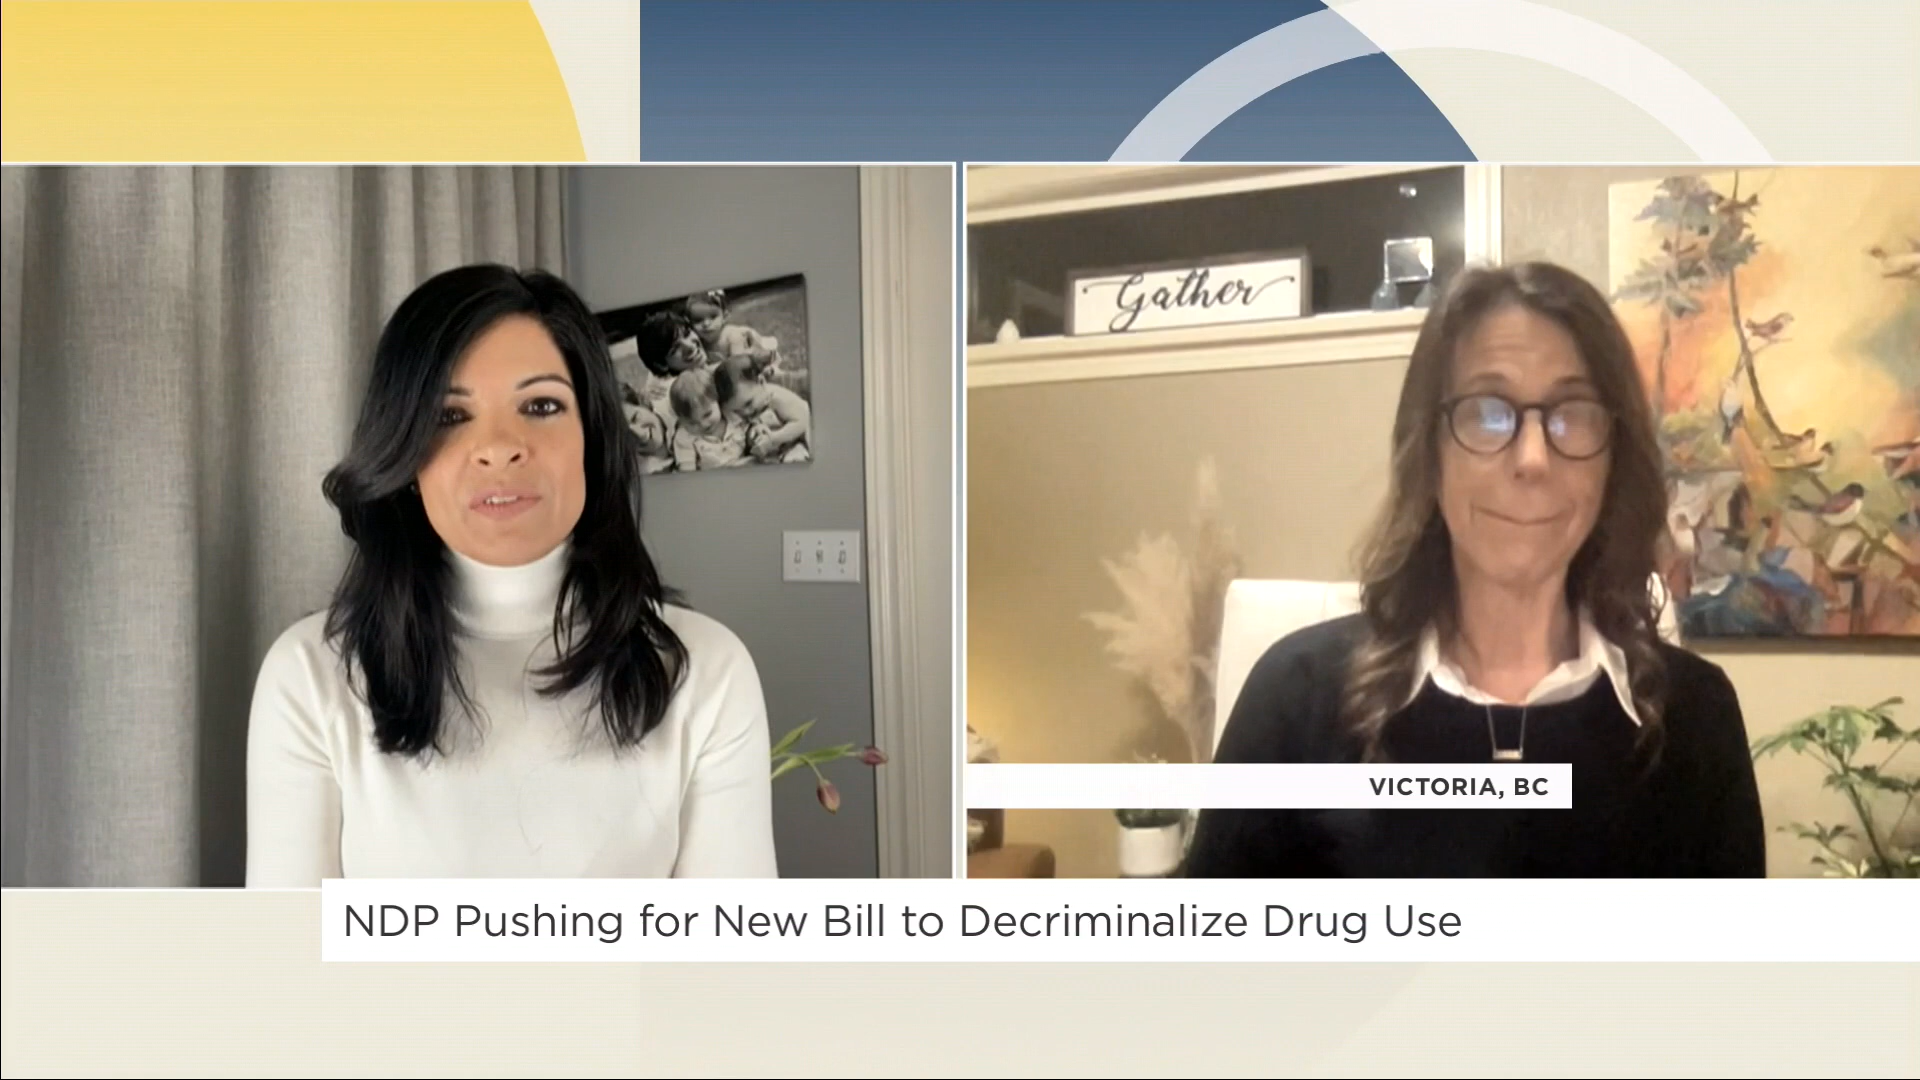 Gather
VICTORIA, BC
NDP Pushing for New Bill to Decriminalize Drug Use